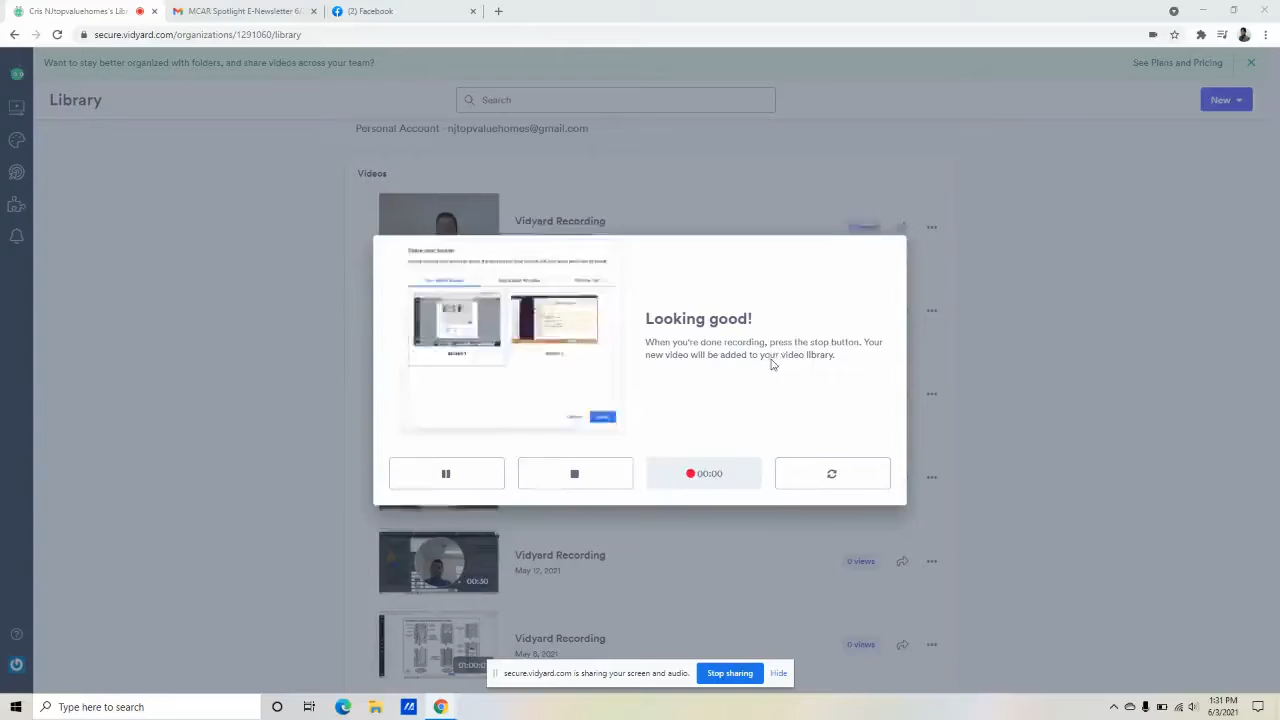 Cris NJtopvaluehomes's Lib
MCAR Spotlight E-Newsletter 6/
(2) Facebook
secure.vidyard.com/organizations/1291060/library
Want to stay better organized with folders, and share videos across your team?
See Plans and Pricing
Library
Search
New
Personal Account · njtopvaluehomes@gmail.com
Videos
Vidyard Recording
Looking good!
When you're done recording, press the stop button. Your
new video will be added to your video library.
00:00
Vidyard Recording
May 12, 2021
00:30
0 views
Vidyard Recording
May 6, 2021
0 views
secure.vidyard.com is sharing your screen and audio.
Stop sharing
Hide
Type here to search
1:31 PM
6/3/2021